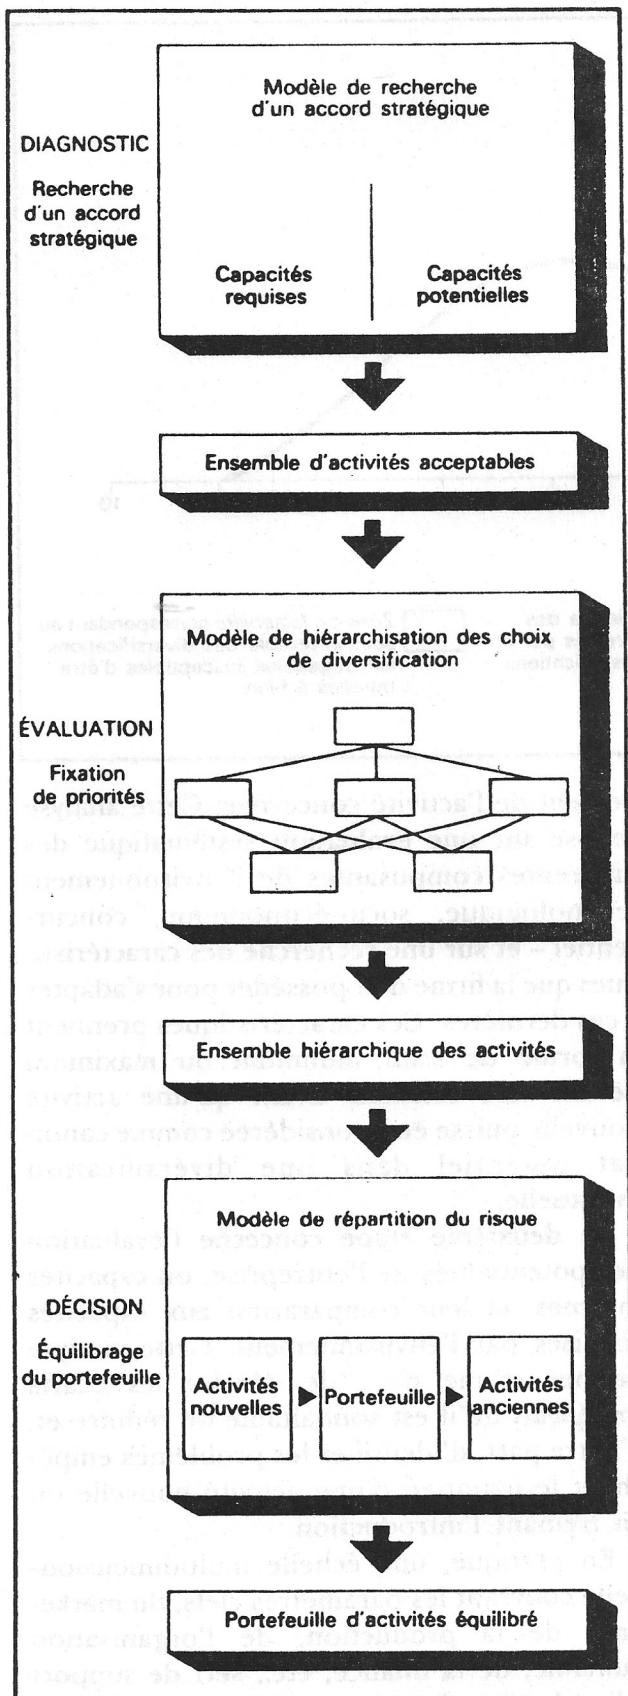 Modèle de recherche
d'un accord stratégique
DIAGNOSTIC
Recherche
d'un accord
stratégique
Capacités
requises
Capacités
potentielles
Ensemble d'activités acceptables
Modèle de hiérarchisation des choix
de diversification
ÉVALUATION
Fixation
de priorités
Ensemble hiérarchique des activités
Modèle de répartition du risque
DÉCISION
Équilibrage
du portefeuille
Activités
nouvelles
Portefeuille
Activités
anciennes
Portefeuille d'activités équilibré